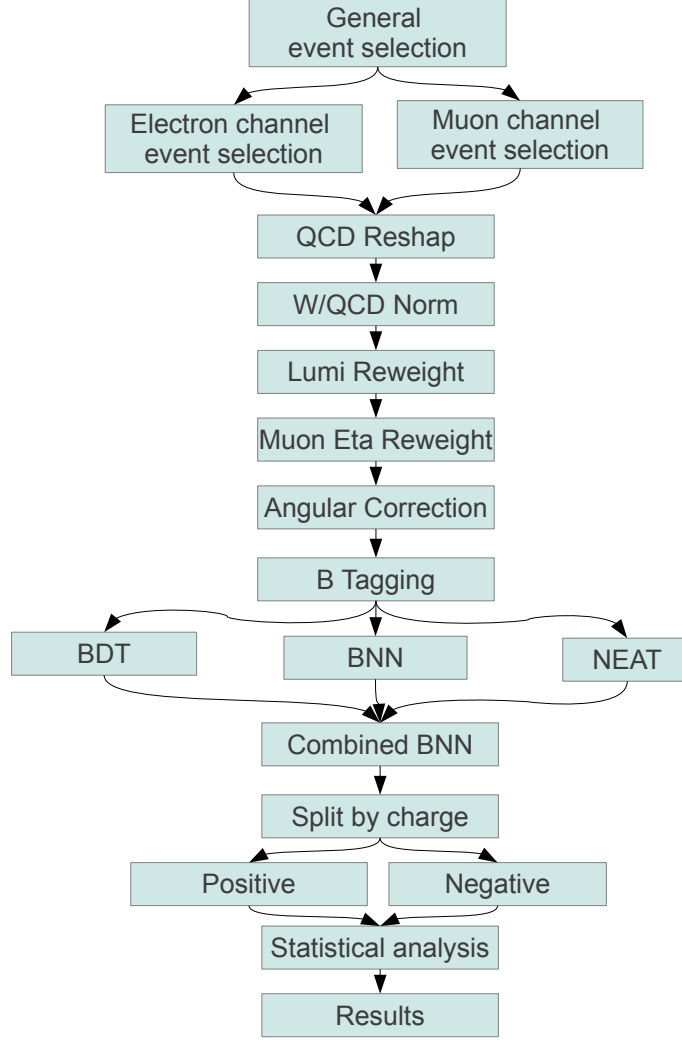 General
event selection
Electron channel
event selection
Muon channel
event selection
QCD Reshap
W/QCD Norm
Lumi Reweight
Muon Eta Reweight
Angular Correction
B Tagging
BDT
BNN
NEAT
Combined BNN
Split by charge
Positive
Negative
Statistical analysis
Results